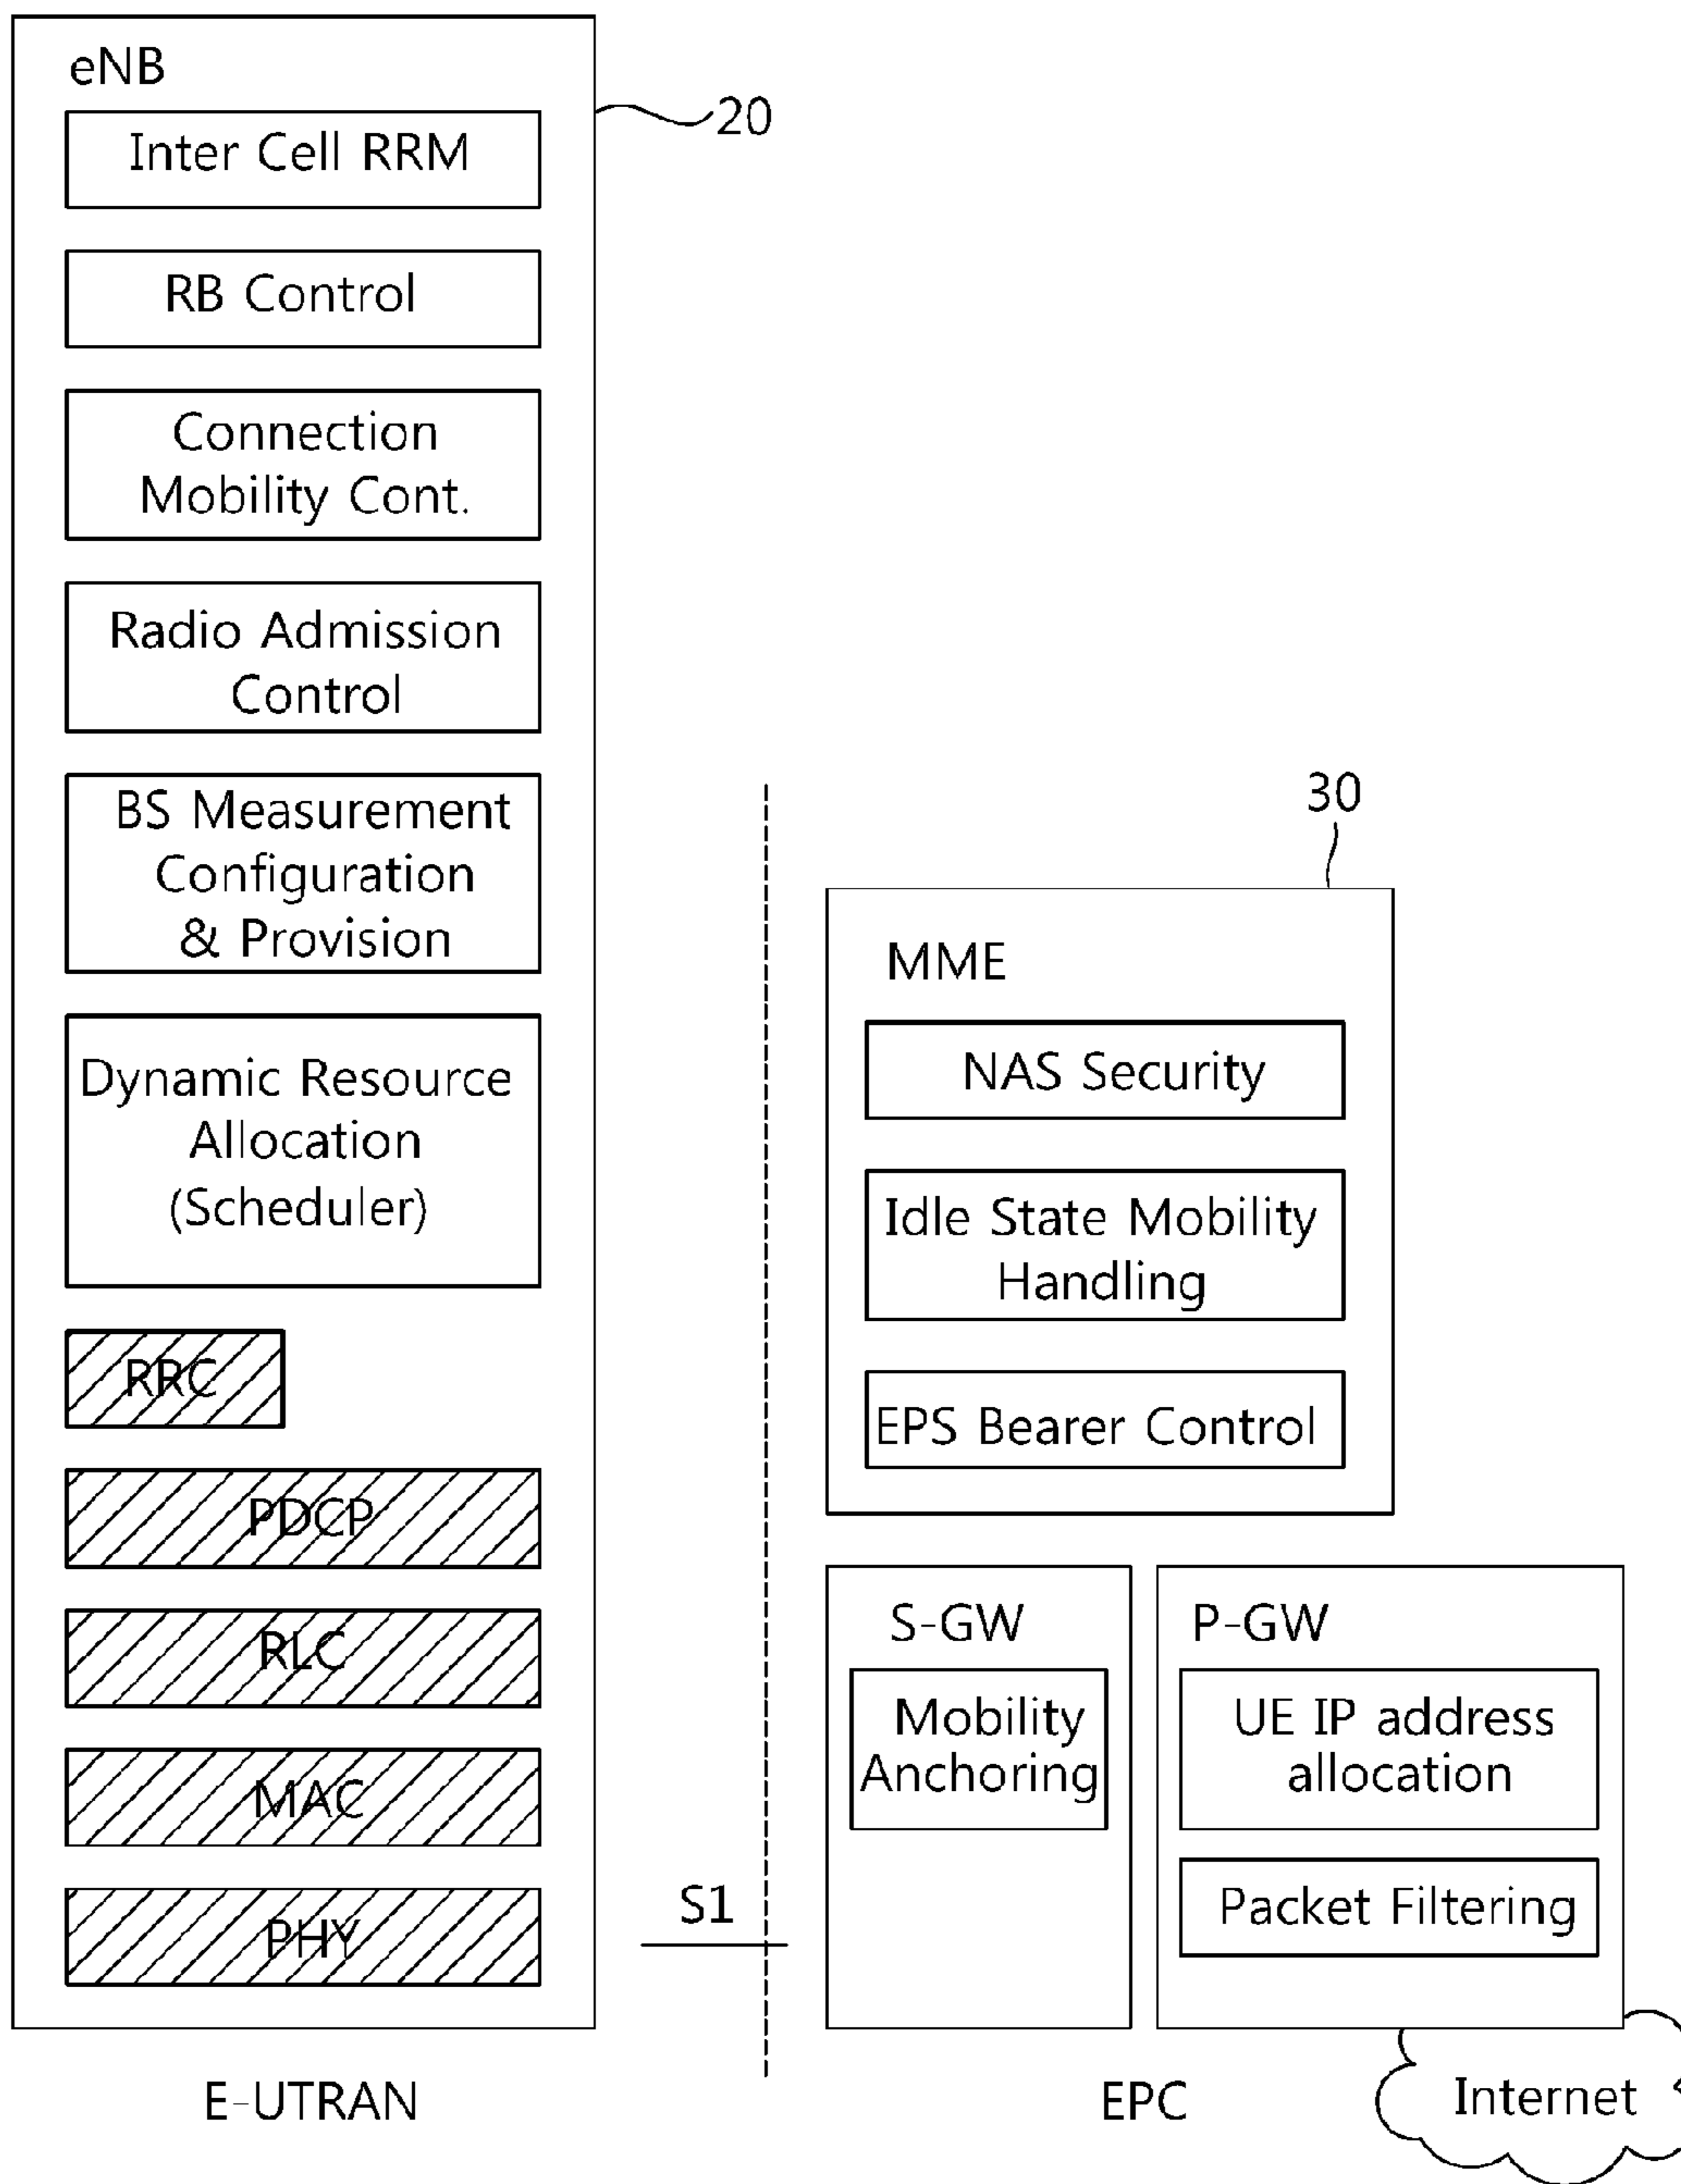 eNB
20
Inter Cell RRM
RB Control
Connection
Mobility Cont.
Radio Admission
Control
BS Measurement
Configuration
& Provision
Dynamic Resource
Allocation
(Scheduler)
RRC
PDCP
RLC
MAC
PHY
E-UTRAN
S1
30
MME
NAS Security
Idle State Mobility
Handling
EPS Bearer Control
S-GW
Mobility
Anchoring
P-GW
UE IP address
allocation
Packet Filtering
EPC
Internet